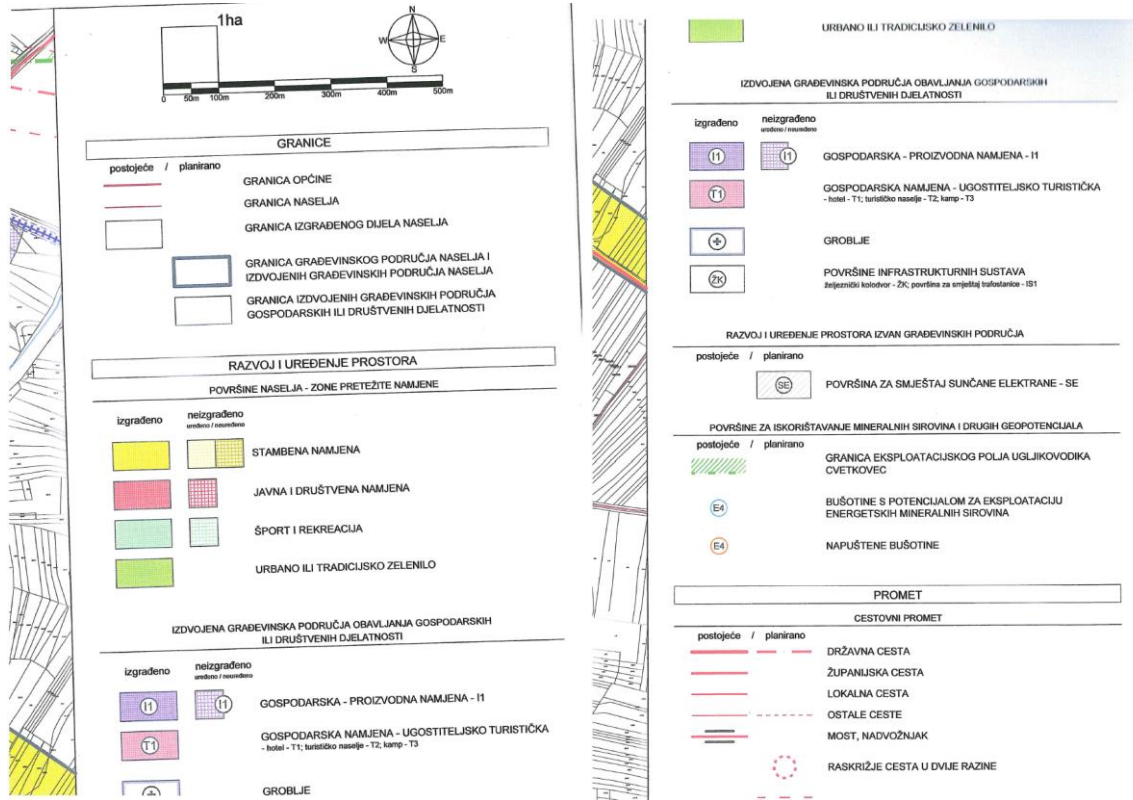 1ha
N
W
E
S
0
50m
100m
200m
300m
400m
500m
GRANICE
postojeće / planirano
GRANICA OPĆINE
GRANICA NASELJA
GRANICA IZGRAĐENOG DIJELA NASELJA
GRANICA GRAĐEVINSKOG PODRUČJA NASELJA I
IZDVOJENIH GRAĐEVINSKIH PODRUČJA NASELJA
GRANICA IZDVOJENIH GRAĐEVINSKIH PODRUČJA
GOSPODARSKIH ILI DRUŠTVENIH DJELATNOSTI
RAZVOJ I UREĐENJE PROSTORA
POVRŠINE NASELJA - ZONE PRETEŽITE NAMJENE
izgrađeno
neizgrađeno
uređeno / neuređeno
STAMBENA NAMJENA
JAVNA I DRUŠTVENA NAMJENA
ŠPORT I REKREACIJA
URBANO ILI TRADICIJSKO ZELENILO
IZDVOJENA GRAĐEVINSKA PODRUČJA OBAVLJANJA GOSPODARSKIH
ILI DRUŠTVENIH DJELATNOSTI
izgrađeno
neizgrađeno
uređeno / neuređeno
I1
I1
GOSPODARSKA - PROIZVODNA NAMJENA - I1
T1
GOSPODARSKA NAMJENA - UGOSTITELJSKO TURISTIČKA
- hotel - T1; turističko naselje - T2; kamp - T3
GROBLJE
URBANO ILI TRADICIJSKO ZELENILO
IZDVOJENA GRAĐEVINSKA PODRUČJA OBAVLJANJA GOSPODARSKIH
ILI DRUŠTVENIH DJELATNOSTI
izgrađeno
neizgrađeno
uređeno / neuređeno
I1
I1
GOSPODARSKA - PROIZVODNA NAMJENA - I1
T1
GOSPODARSKA NAMJENA - UGOSTITELJSKO TURISTIČKA
- hotel - T1; turističko naselje - T2; kamp - T3
GROBLJE
ŽK
POVRŠINE INFRASTRUKTURNIH SUSTAVA
željeznički kolodvor - ŽK; površina za smještaj trafostanice - IS1
RAZVOJ I UREĐENJE PROSTORA IZVAN GRAĐEVINSKIH PODRUČJA
postojeće / planirano
SE
POVRŠINA ZA SMJEŠTAJ SUNČANE ELEKTRANE - SE
POVRŠINE ZA ISKORIŠTAVANJE MINERALNIH SIROVINA I DRUGIH GEOPOTENCIJALA
postojeće / planirano
GRANICA EKSPLOATACIJSKOG POLJA UGLJIKOVODIKA
CVETKOVEC
E4
BUŠOTINE S POTENCIJALOM ZA EKSPLOATACIJU
ENERGETSKIH MINERALNIH SIROVINA
E4
NAPUŠTENE BUŠOTINE
PROMET
CESTOVNI PROMET
postojeće / planirano
DRŽAVNA CESTA
ŽUPANIJSKA CESTA
LOKALNA CESTA
OSTALE CESTE
MOST, NADVOŽNJAK
RASKRIŽJE CESTA U DVIJE RAZINE